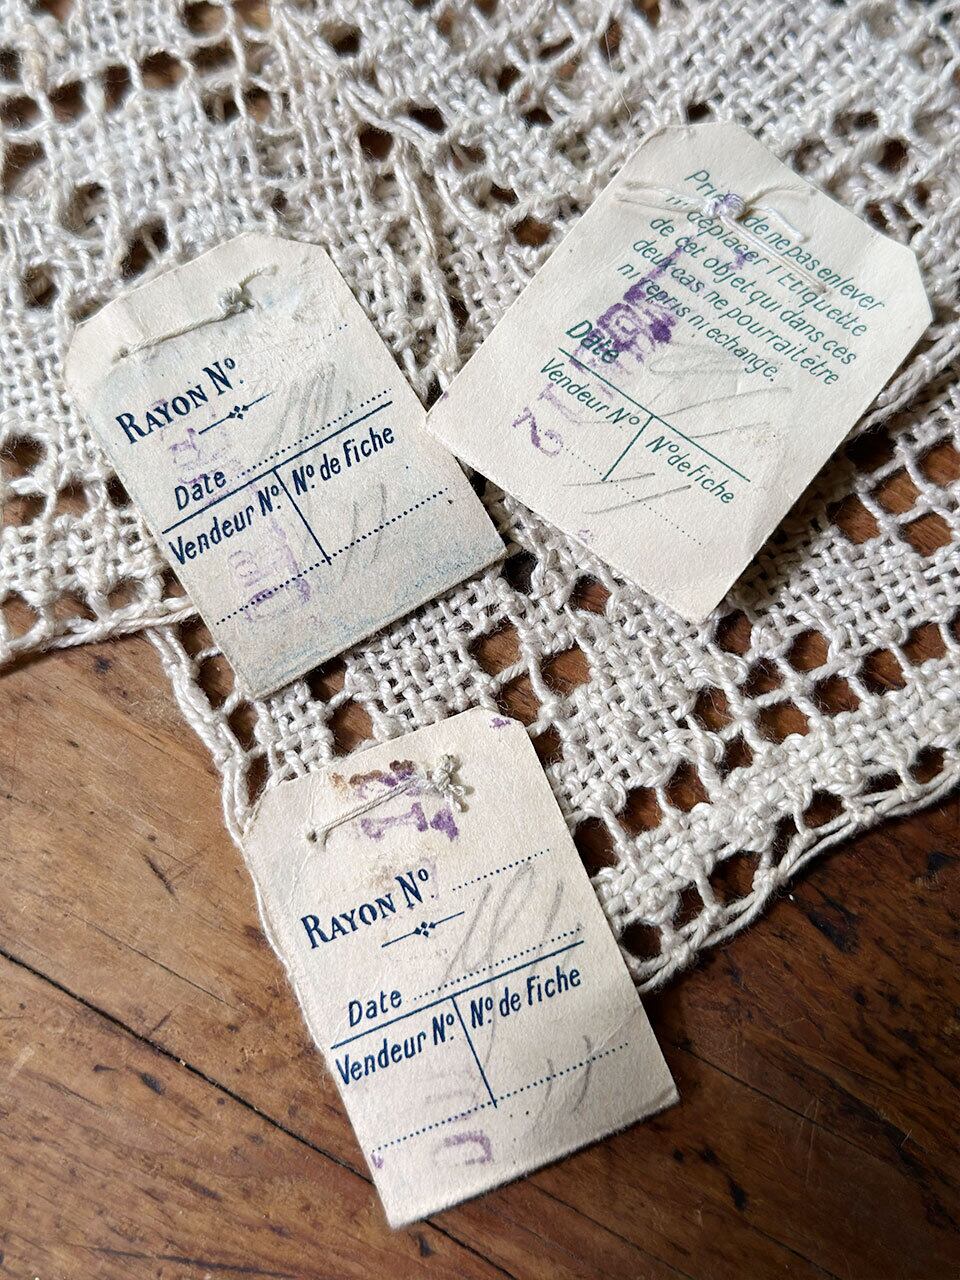 RAYON Nº
Date
Vendeur Nº
Nº de Fiche
Prière de ne pas enlever
ni déplacer l'Etiquette
de cet objet qui dans ces
deux cas ne pourrait être
ni repris ni échangé.
Date
Vendeur Nº
Nº de Fiche
RAYON Nº
Date
Vendeur Nº
Nº de Fiche